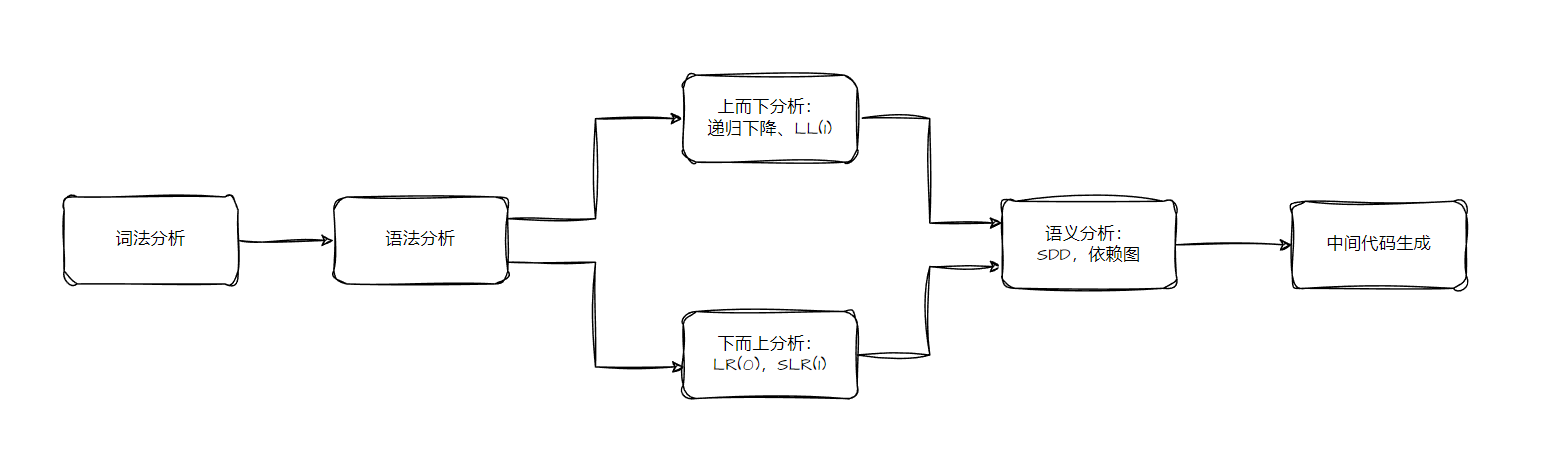 词法分析
语法分析
上而下分析：
递归下降、LL(1)
下而上分析：
LR(0)，SLR(1)
语义分析：
SDD，依赖图
中间代码生成